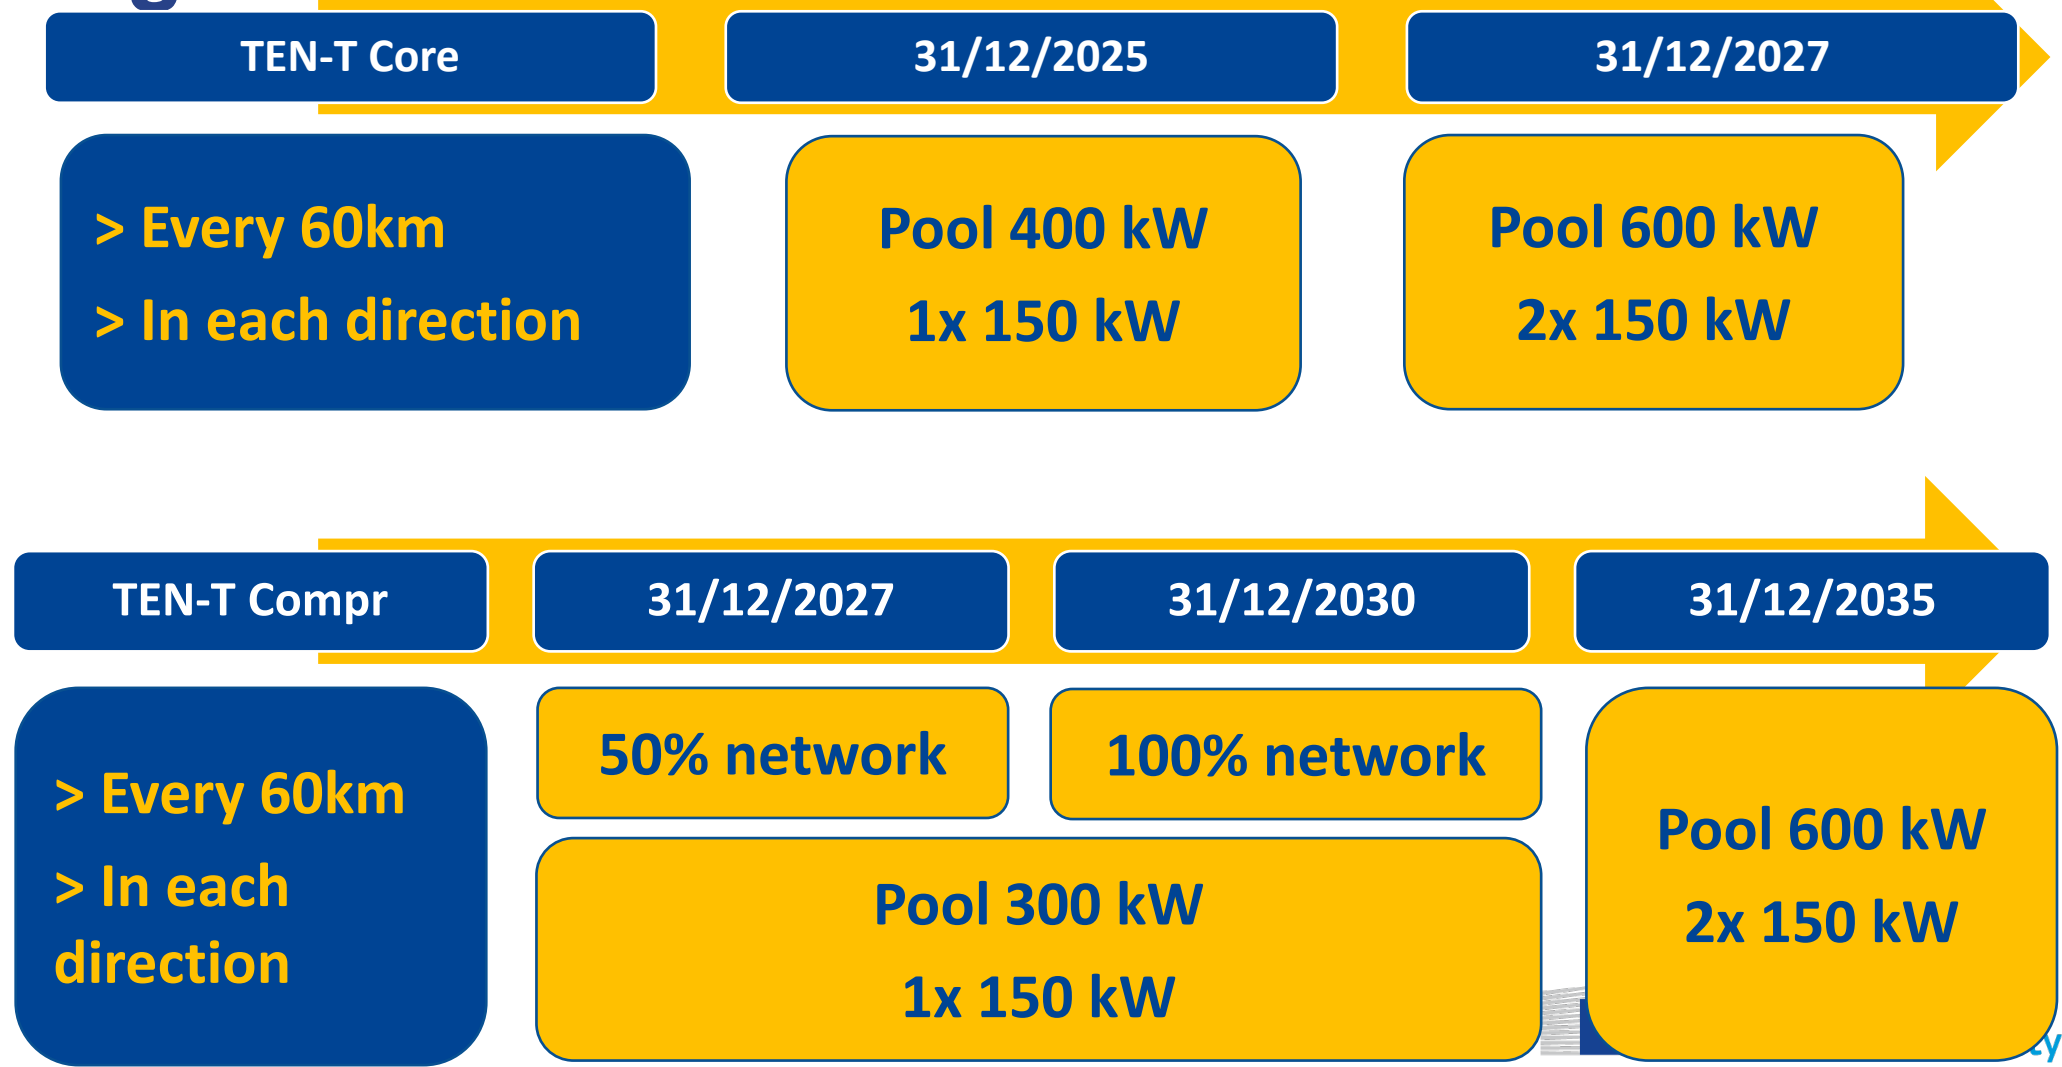 TEN-T Core
31/12/2025
31/12/2027
> Every 60km
> In each direction
Pool 400 kW
1x 150 kW
Pool 600 kW
2x 150 kW
TEN-T Compr
31/12/2027
31/12/2030
31/12/2035
> Every 60km
> In each
direction
50% network
100% network
Pool 300 kW
1x 150 kW
Pool 600 kW
2x 150 kW